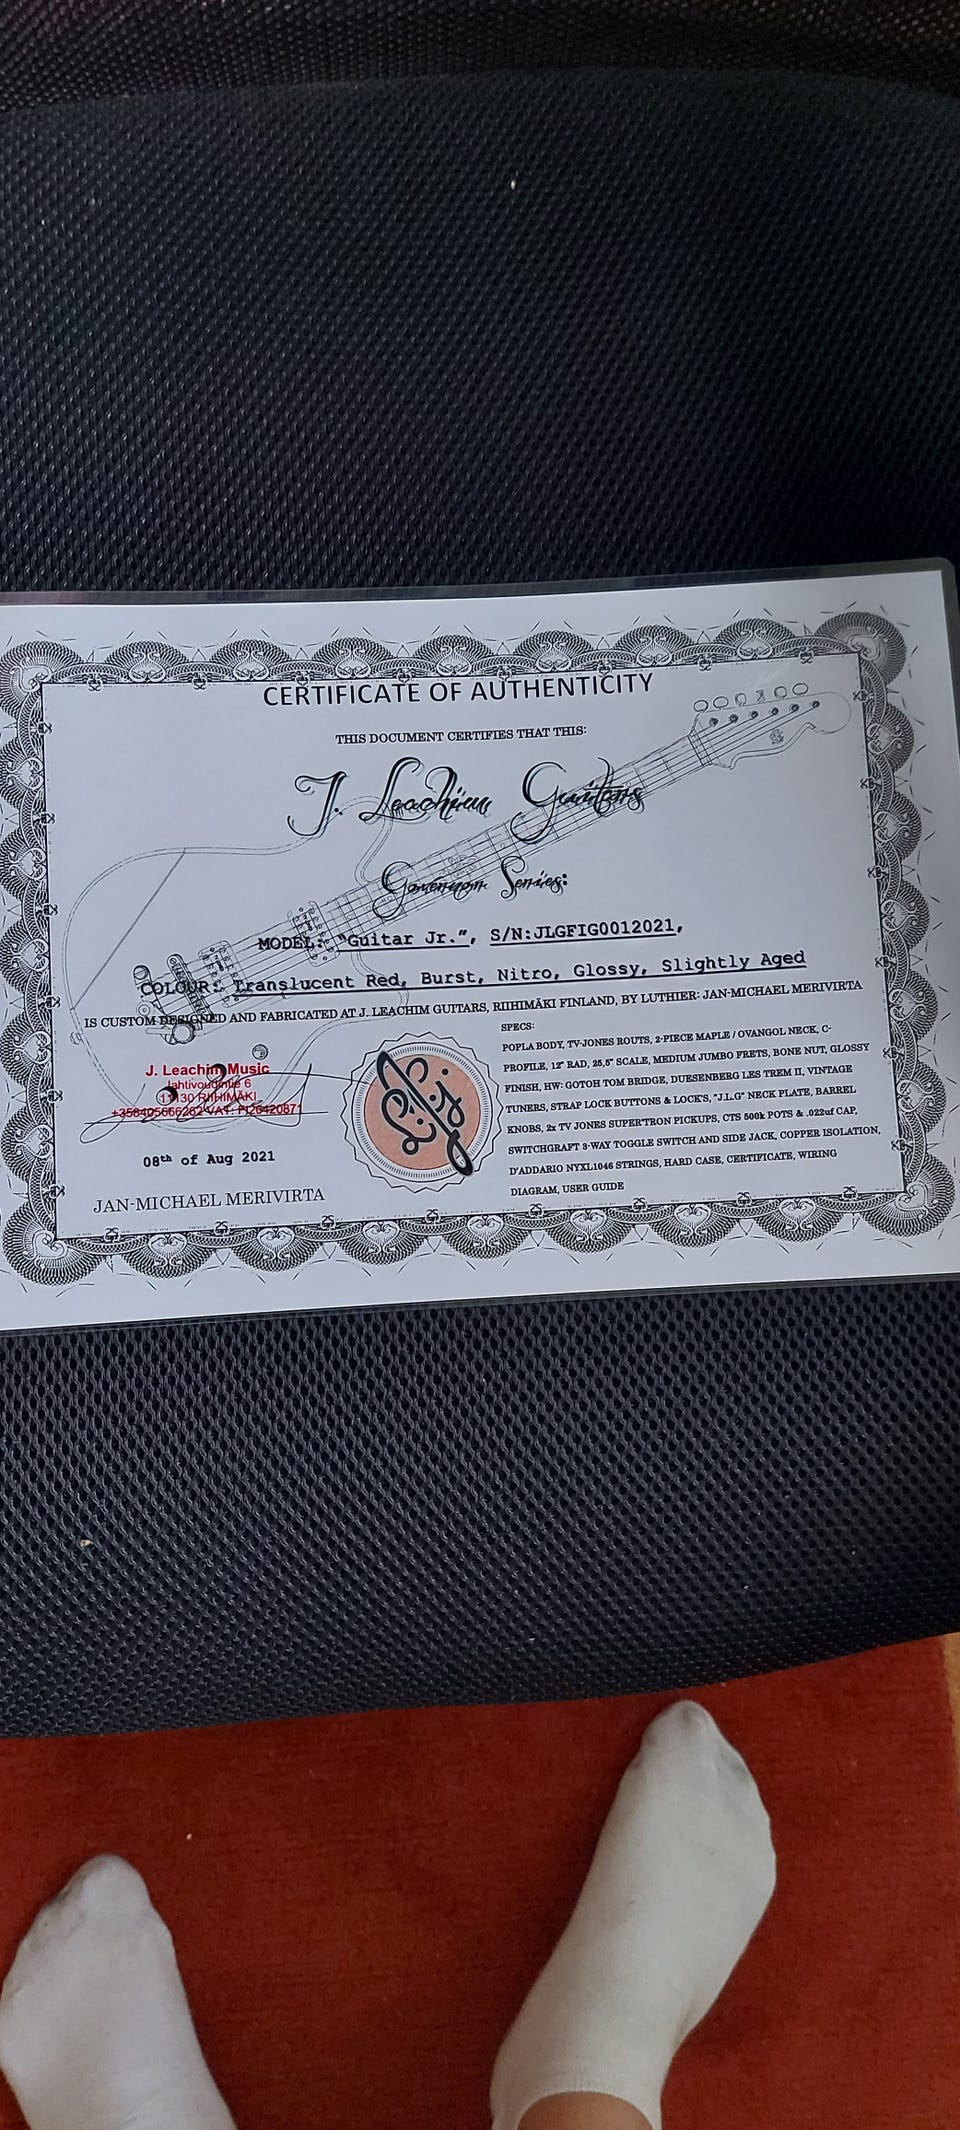 CERTIFICATE OF AUTHENTICITY
THIS DOCUMENT CERTIFIES THAT THIS:
J. Leachim Guitars
Governor Series:
MODEL: "Guitar Jr.", S/N:JLGFIG0012021,
COLOUR: Translucent Red, Burst, Nitro, Glossy, Slightly Aged
IS CUSTOM DESIGNED AND FABRICATED AT J. LEACHIM GUITARS, RIIHIMÄKI FINLAND, BY LUTHIER: JAN-MICHAEL MERIVIRTA
J. Leachim Music
6
RIIHIMÄKI
08th of Aug 2021
JAN-MICHAEL MERIVIRTA
SPECS:
POPLA BODY, TV-JONES ROUTS, 2-PIECE MAPLE / OVANGOL NECK, C-
PROFILE, 12" RAD, 25,5" SCALE, MEDIUM JUMBO FRETS, BONE NUT, GLOSSY
FINISH, HW: GOTOH TOM BRIDGE, DUESENBERG LES TREM II, VINTAGE
TUNERS, STRAP LOCK BUTTONS & LOCK'S, "J.L.G" NECK PLATE, BARREL
KNOBS, 2x TV JONES SUPERTRON PICKUPS, CTS 500k POTS & .022uf CAP,
SWITCHGRAFT 3-WAY TOGGLE SWITCH AND SIDE JACK, COPPER ISOLATION,
D'ADDARIO NYXL1046 STRINGS, HARD CASE, CERTIFICATE, WIRING
DIAGRAM, USER GUIDE